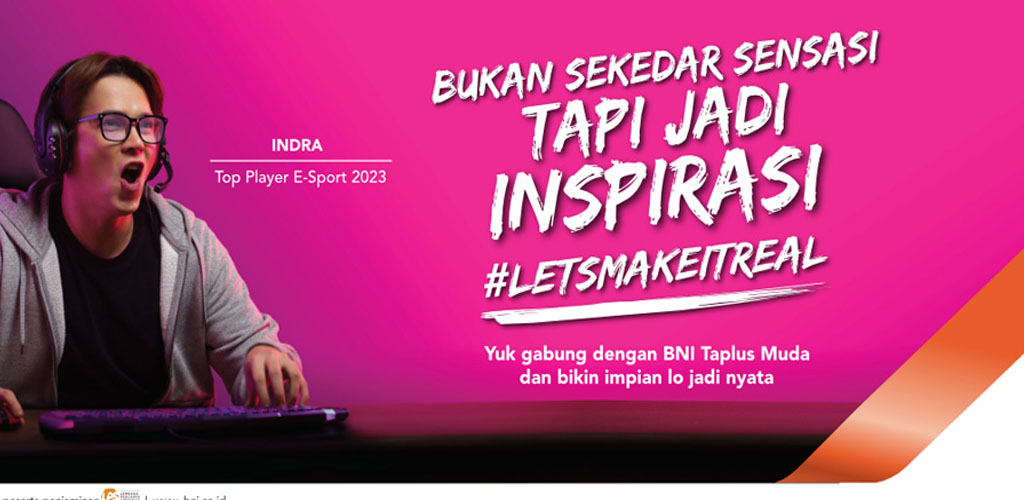 BUKAN SEKEDAR SENSASI
TAPI JADI
INSPIRASI
#LETSMAKEITREAL
INDRA
Top Player E-Sport 2023
Yuk gabung dengan BNI Taplus Muda
dan bikin impian lo jadi nyata